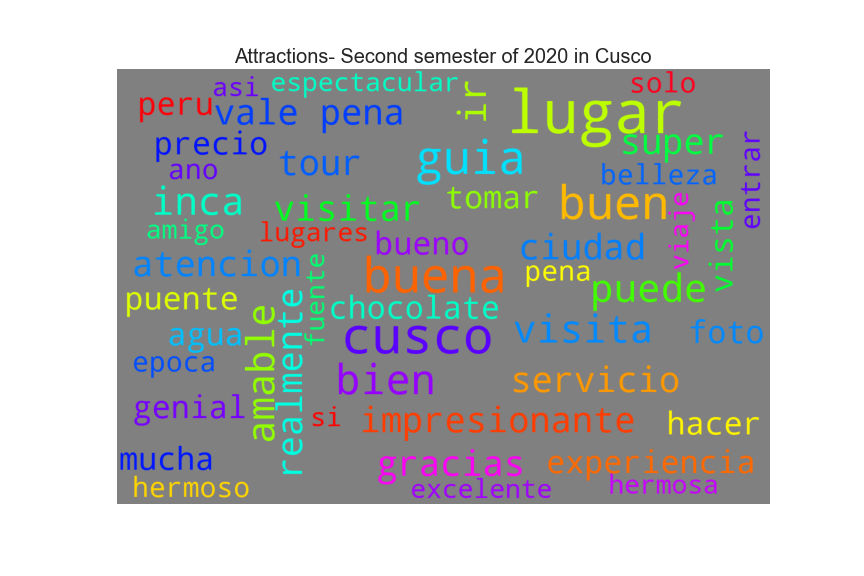 Attractions- Second semester of 2020 in Cusco
asi
espectacular
solo
peru
vale pena
ir
lugar
precio
super
ano
tour
guia
belleza
entrar
inca
visitar
tomar
buen
viaje
vista
amigo
lugares
bueno
ciudad
atencion
buena
pena
puede
puente
fuente
chocolate
agua
amable
realmente
cusco
visita
foto
epoca
bien
servicio
genial
si
impresionante
hacer
mucha
gracias
experiencia
hermoso
excelente
hermosa